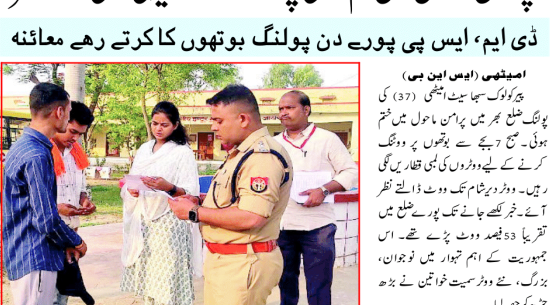 ڈی ایم، ایس پی پورے دن پولنگ بوتھوں کا کرتے رھے معائنه
امیٹھی (ایس این بی)
پیر کولوک سبھا سیٹ امیٹھی (37) کی
پولنگ ضلع بھر میں پرامن ماحول میں ختم
ہوئی۔ صبح 7 بجے سے بوتھوں پر ووٹنگ
کرنے کے لیے ووٹروں کی لمبی قطاریں لگی
رہیں۔ ووٹر دیر شام تک ووٹ ڈالتے نظر
آئے۔ خبر لکھے جانے تک پورے ضلع میں
تقریباً 53 فیصد ووٹ پڑے تھے۔ اس
جمہوریت کے اہم تہوار میں نوجوان،
بزرگ، نئے ووٹر سمیت خواتین نے بڑھ